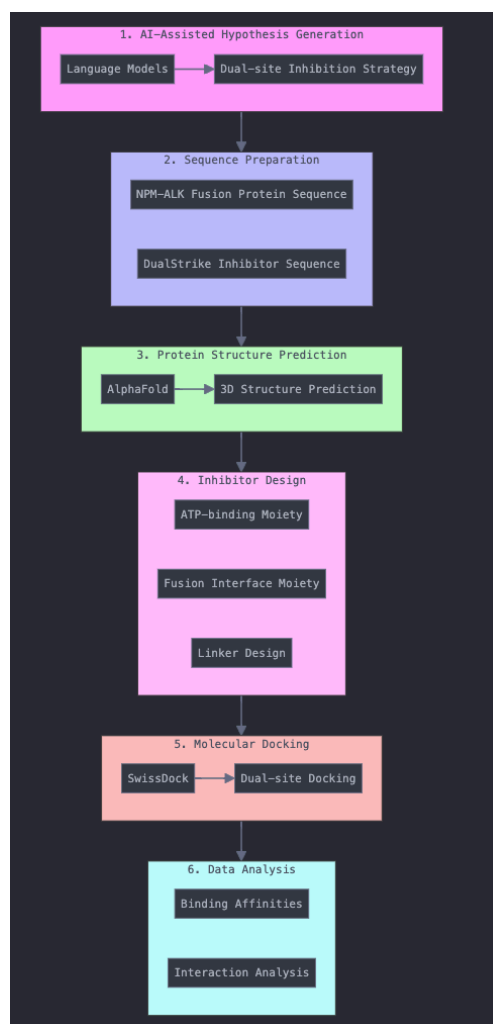 1. AI-Assisted Hypothesis Generation
Language Models
Dual-site Inhibition Strategy
2. Sequence Preparation
NPM-ALK Fusion Protein Sequence
DualStrike Inhibitor Sequence
3. Protein Structure Prediction
AlphaFold
3D Structure Prediction
4. Inhibitor Design
ATP-binding Moiety
Fusion Interface Moiety
Linker Design
5. Molecular Docking
SwissDock
Dual-site Docking
6. Data Analysis
Binding Affinities
Interaction Analysis